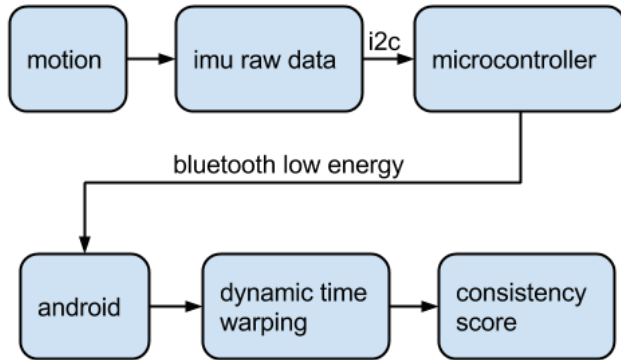 motion
imu raw data
i2c
microcontroller
bluetooth low energy
android
dynamic time
warping
consistency
score